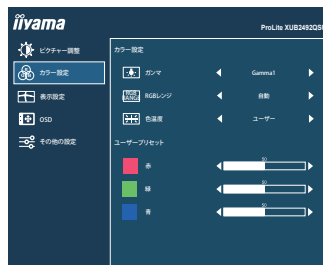 iiyama
ProLite XUB2492QSU
ピクチャー調整
カラー設定
表示設定
OSD
その他の設定
カラー設定
ガンマ Gamma1
RGBレンジ 自動
色温度 ユーザー
ユーザープリセット
赤 50
緑 50
青 50